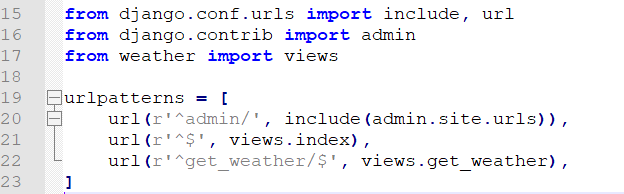 15 from django.conf.urls import include, url
16 from django.contrib import admin
17 from weather import views
18
19 urlpatterns = [
20     url(r'^admin/', include(admin.site.urls)),
21     url(r'^$', views.index),
22     url(r'^get_weather/$', views.get_weather),
23 ]